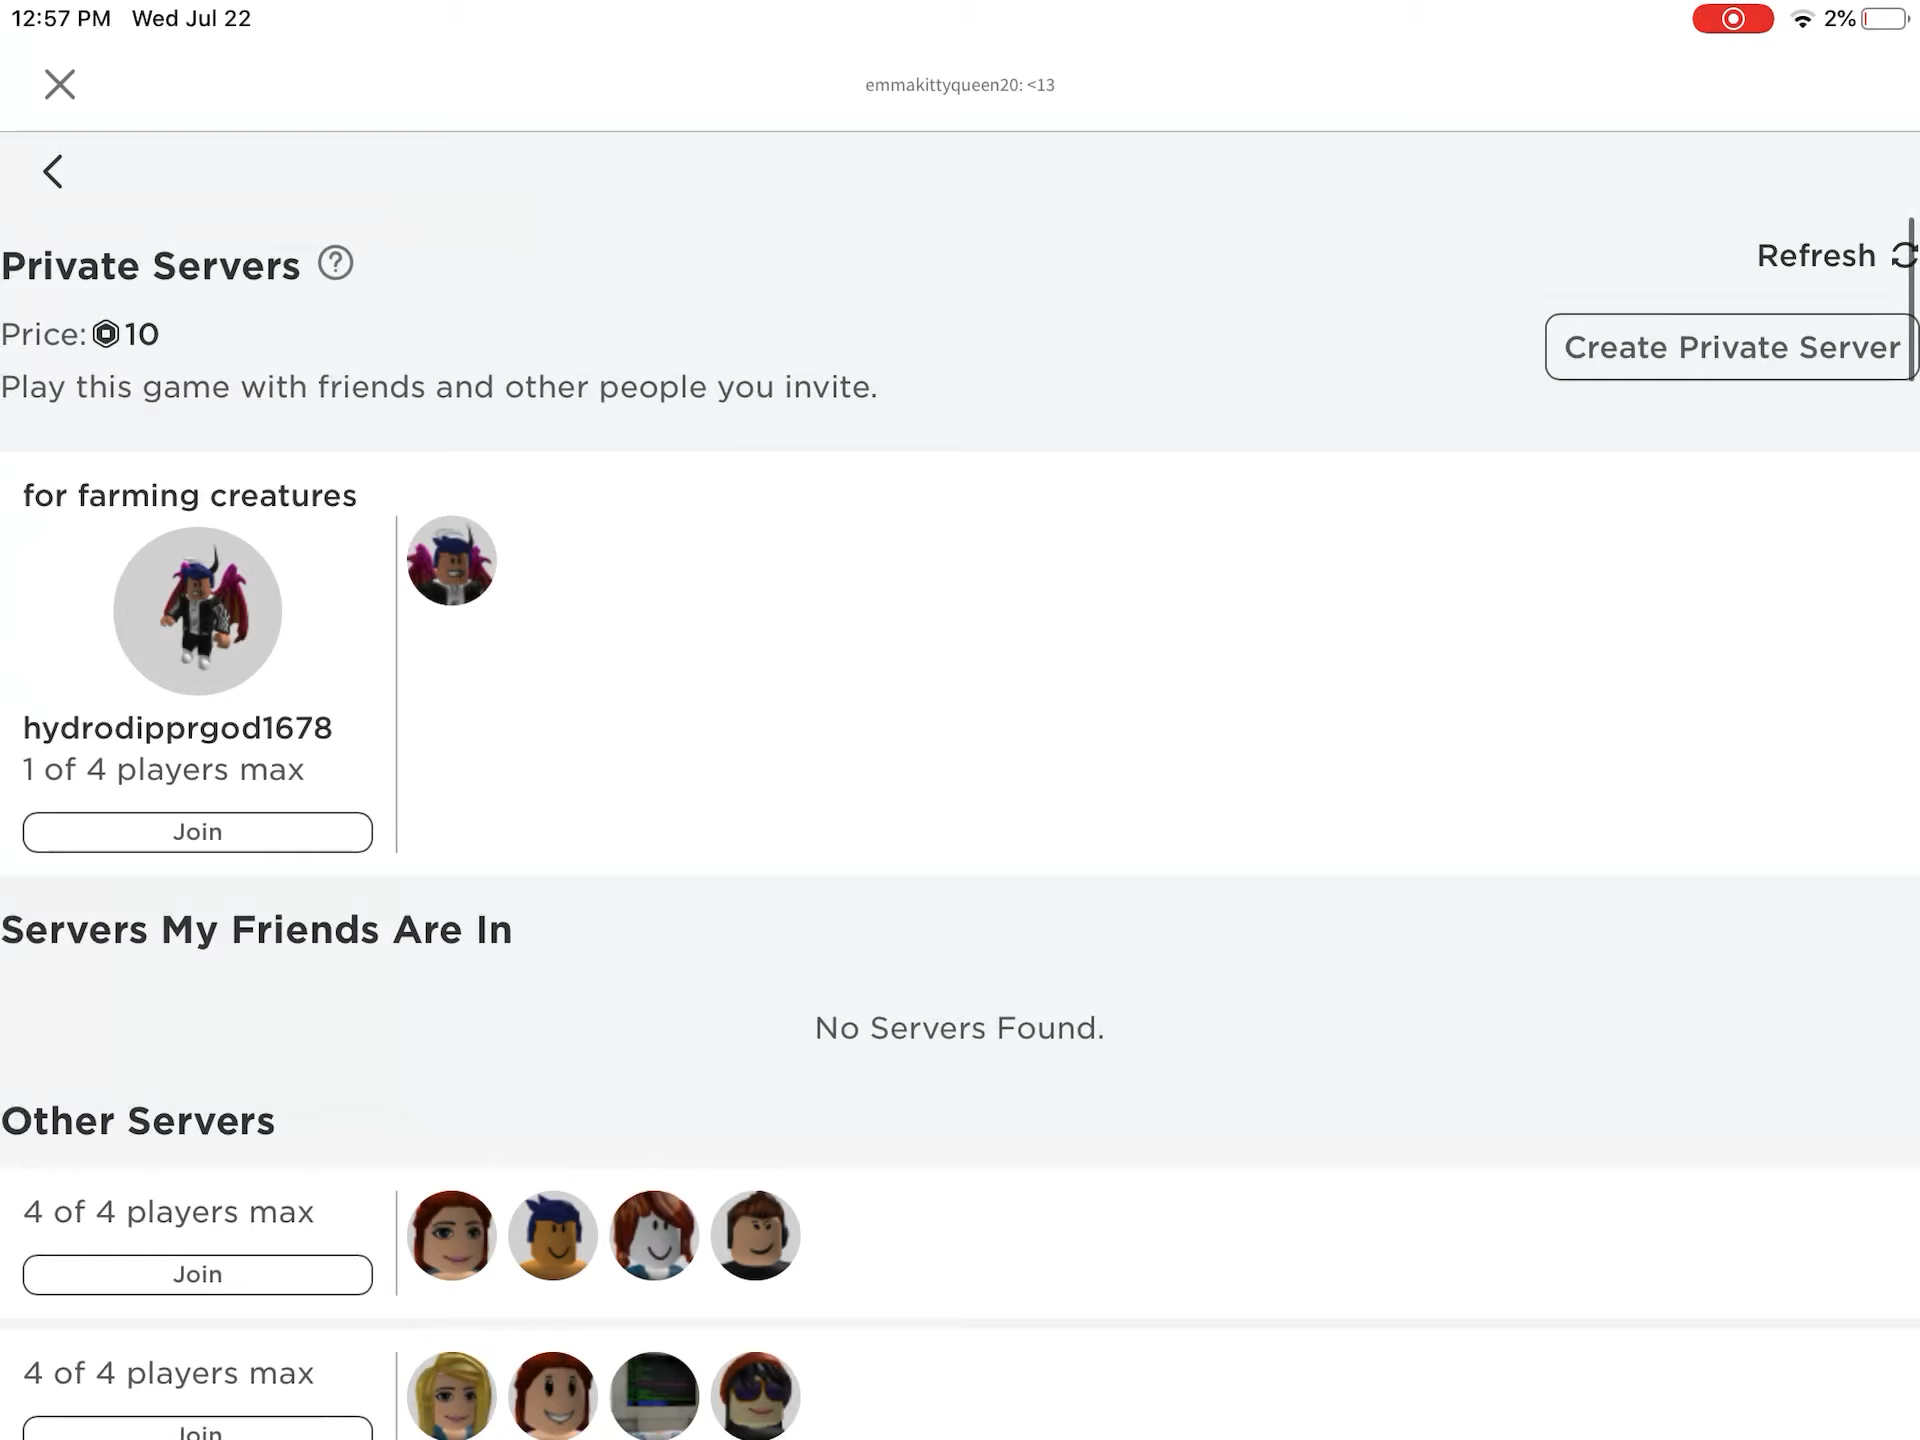 12:57 PM Wed Jul 22
2%
emmakittyqueen20: <13
Private Servers ?
Refresh
Price: 10
Create Private Server
Play this game with friends and other people you invite.
for farming creatures
hydrodipprgod1678
1 of 4 players max
Join
Servers My Friends Are In
No Servers Found.
Other Servers
4 of 4 players max
Join
4 of 4 players max
Join